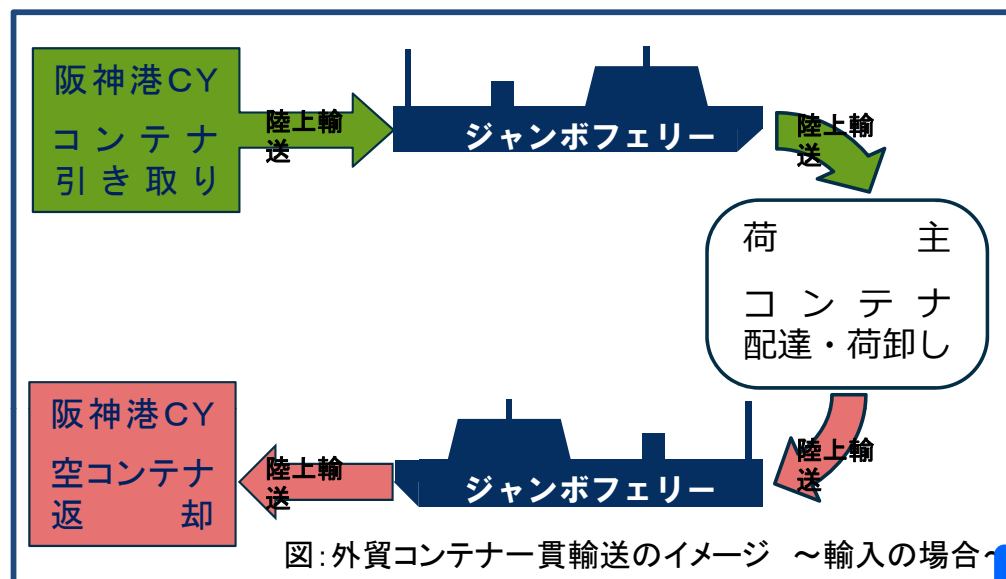 阪神港CY
コンテナ
引き取り
陸上輸
送
ジャンボフェリー
陸上輸
送
荷主
コンテナ
配達・荷卸し
陸上輸
送
ジャンボフェリー
陸上輸
送
阪神港CY
空コンテナ
返却
図：外貿コンテナ一貫輸送のイメージ　～輸入の場合～